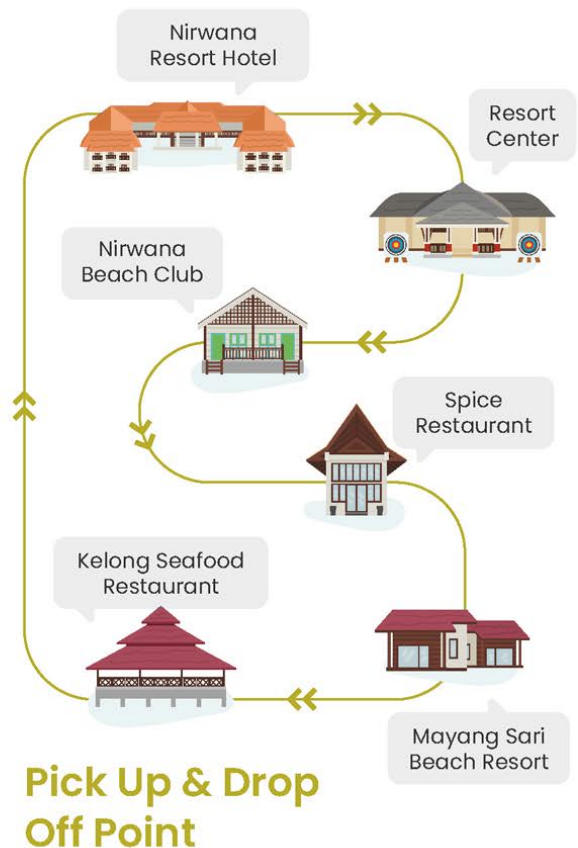 Nirwana
Resort Hotel
Resort
Center
Nirwana
Beach Club
Spice
Restaurant
Kelong Seafood
Restaurant
Mayang Sari
Beach Resort
Pick Up & Drop
Off Point